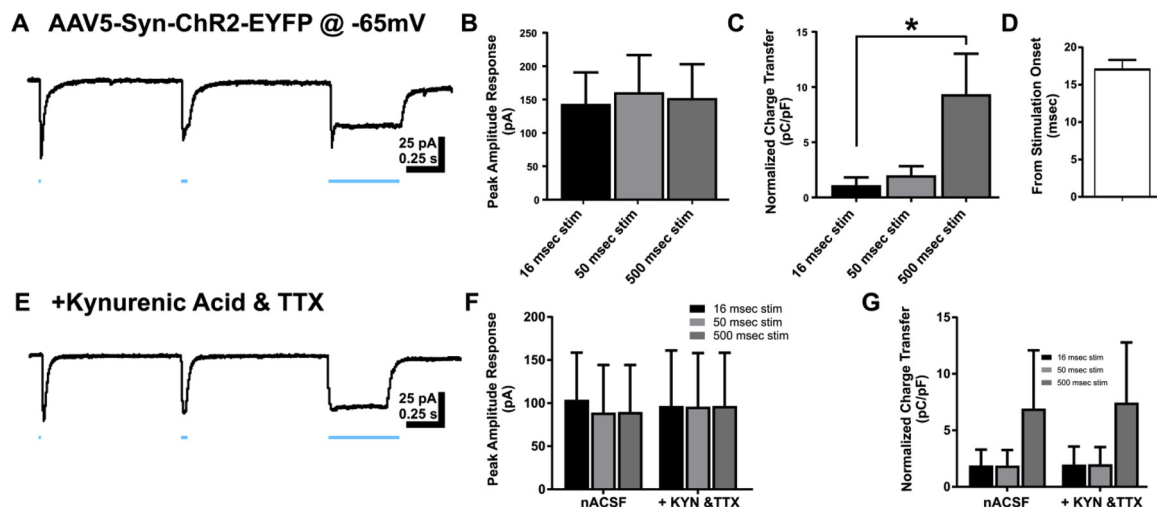 A AAV5-Syn-ChR2-EYFP @ -65mV
25 pA
0.25 s
B
Peak Amplitude Response
(pA)
250
200
150
100
50
0
16 msec stim
50 msec stim
500 msec stim
C
Normalized Charge Transfer
(pC/pF)
15
10
5
0
*
16 msec stim
50 msec stim
500 msec stim
D
From Stimulation Onset
(msec)
20
15
10
5
0
E +Kynurenic Acid & TTX
25 pA
0.25 s
F
Peak Amplitude Response
(pA)
200
150
100
50
0
16 msec stim
50 msec stim
500 msec stim
nACSF
+ KYN &TTX
G
Normalized Charge Transfer
(pC/pF)
15
10
5
0
16 msec stim
50 msec stim
500 msec stim
nACSF
+ KYN &TTX